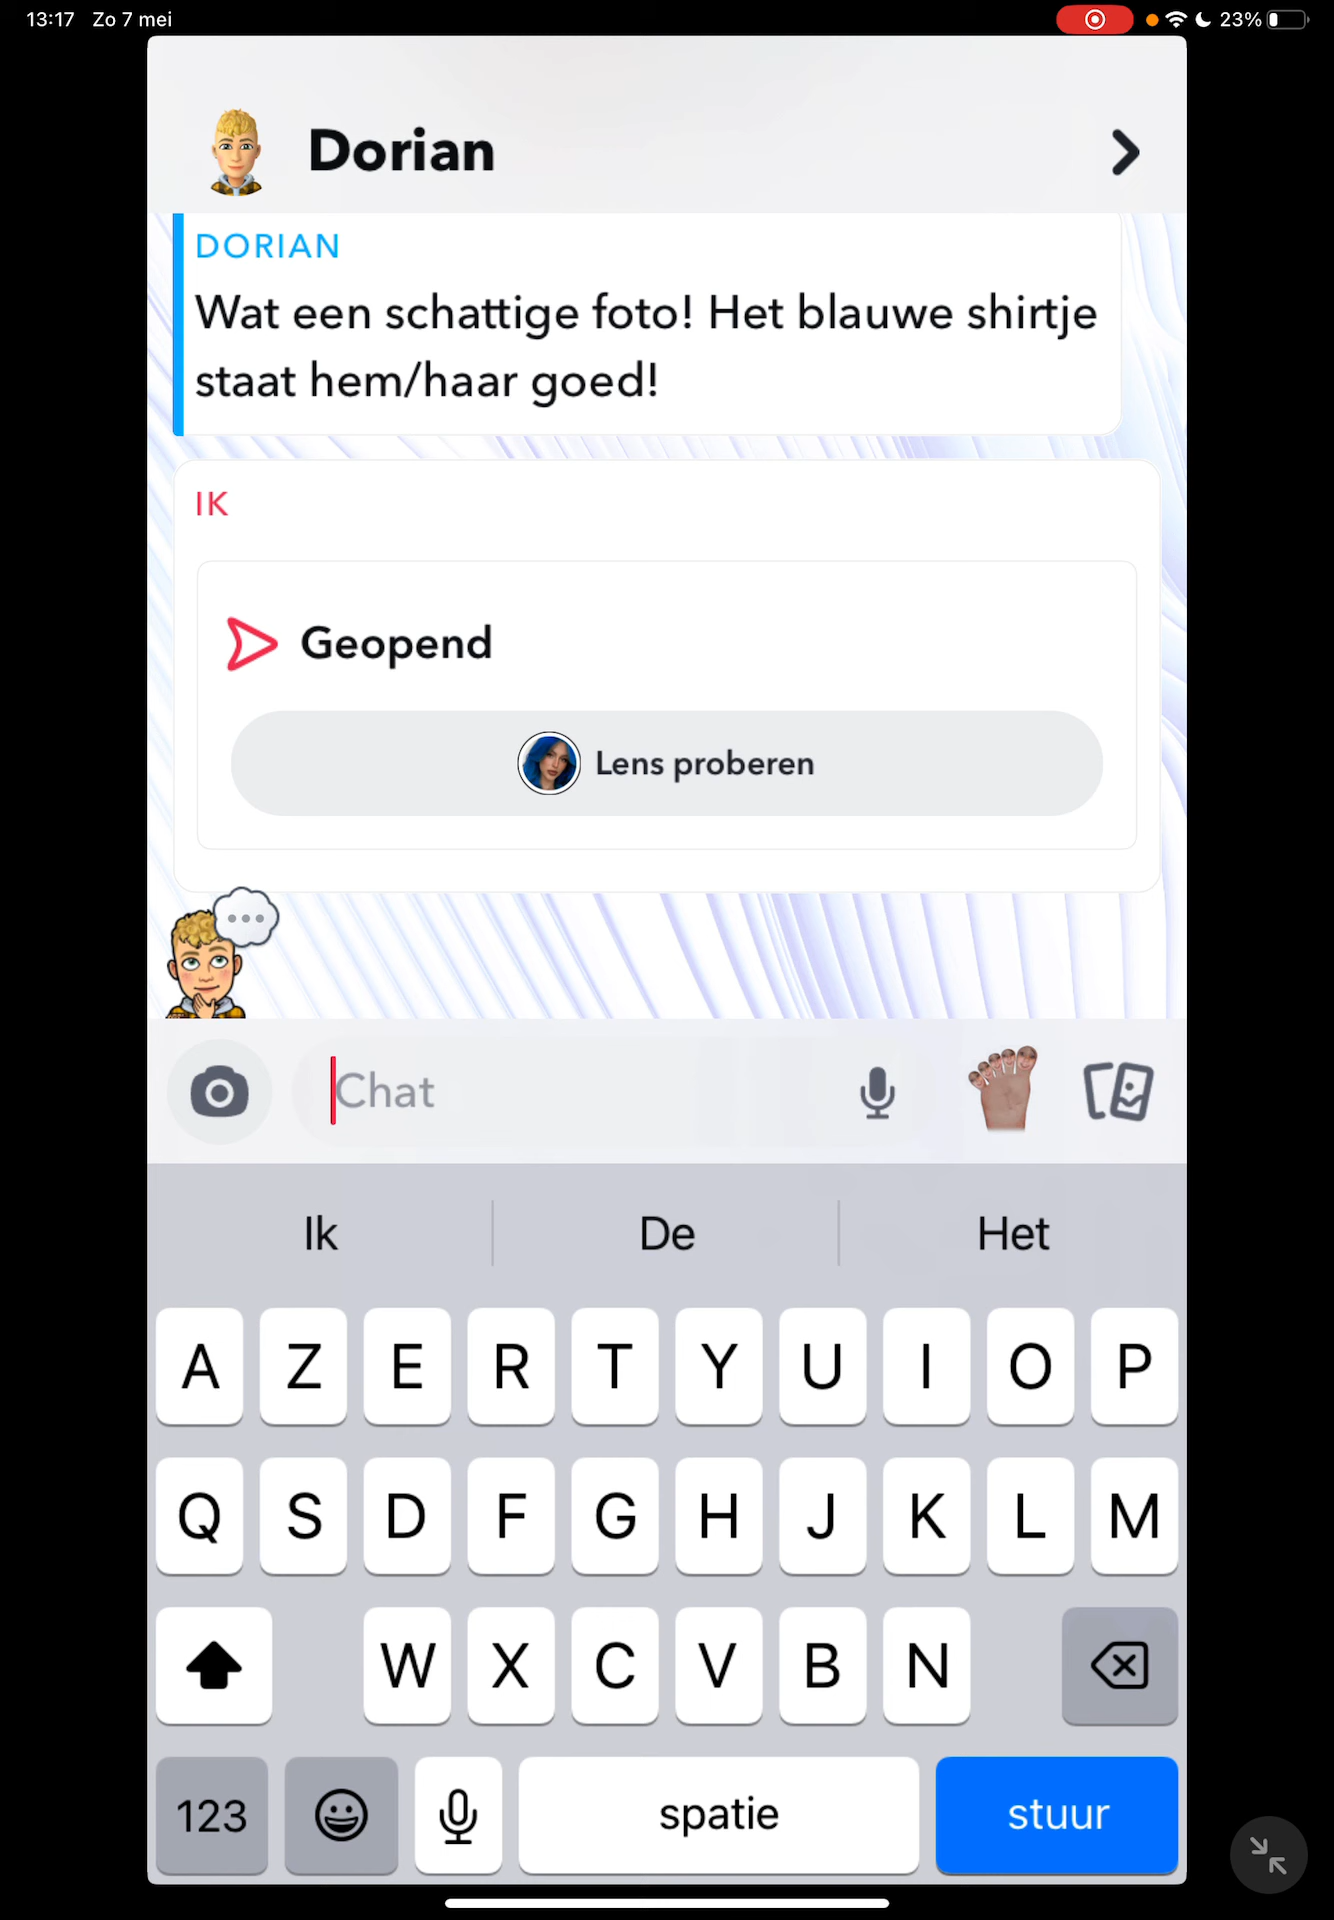 13:17 Zo 7 mei 23%
Dorian
DORIAN
Wat een schattige foto! Het blauwe shirtje
staat hem/haar goed!
IK
Geopend
Lens proberen
Chat
Ik De Het
A Z E R T Y U I O P
Q S D F G H J K L M
W X C V B N
123 spatie stuur